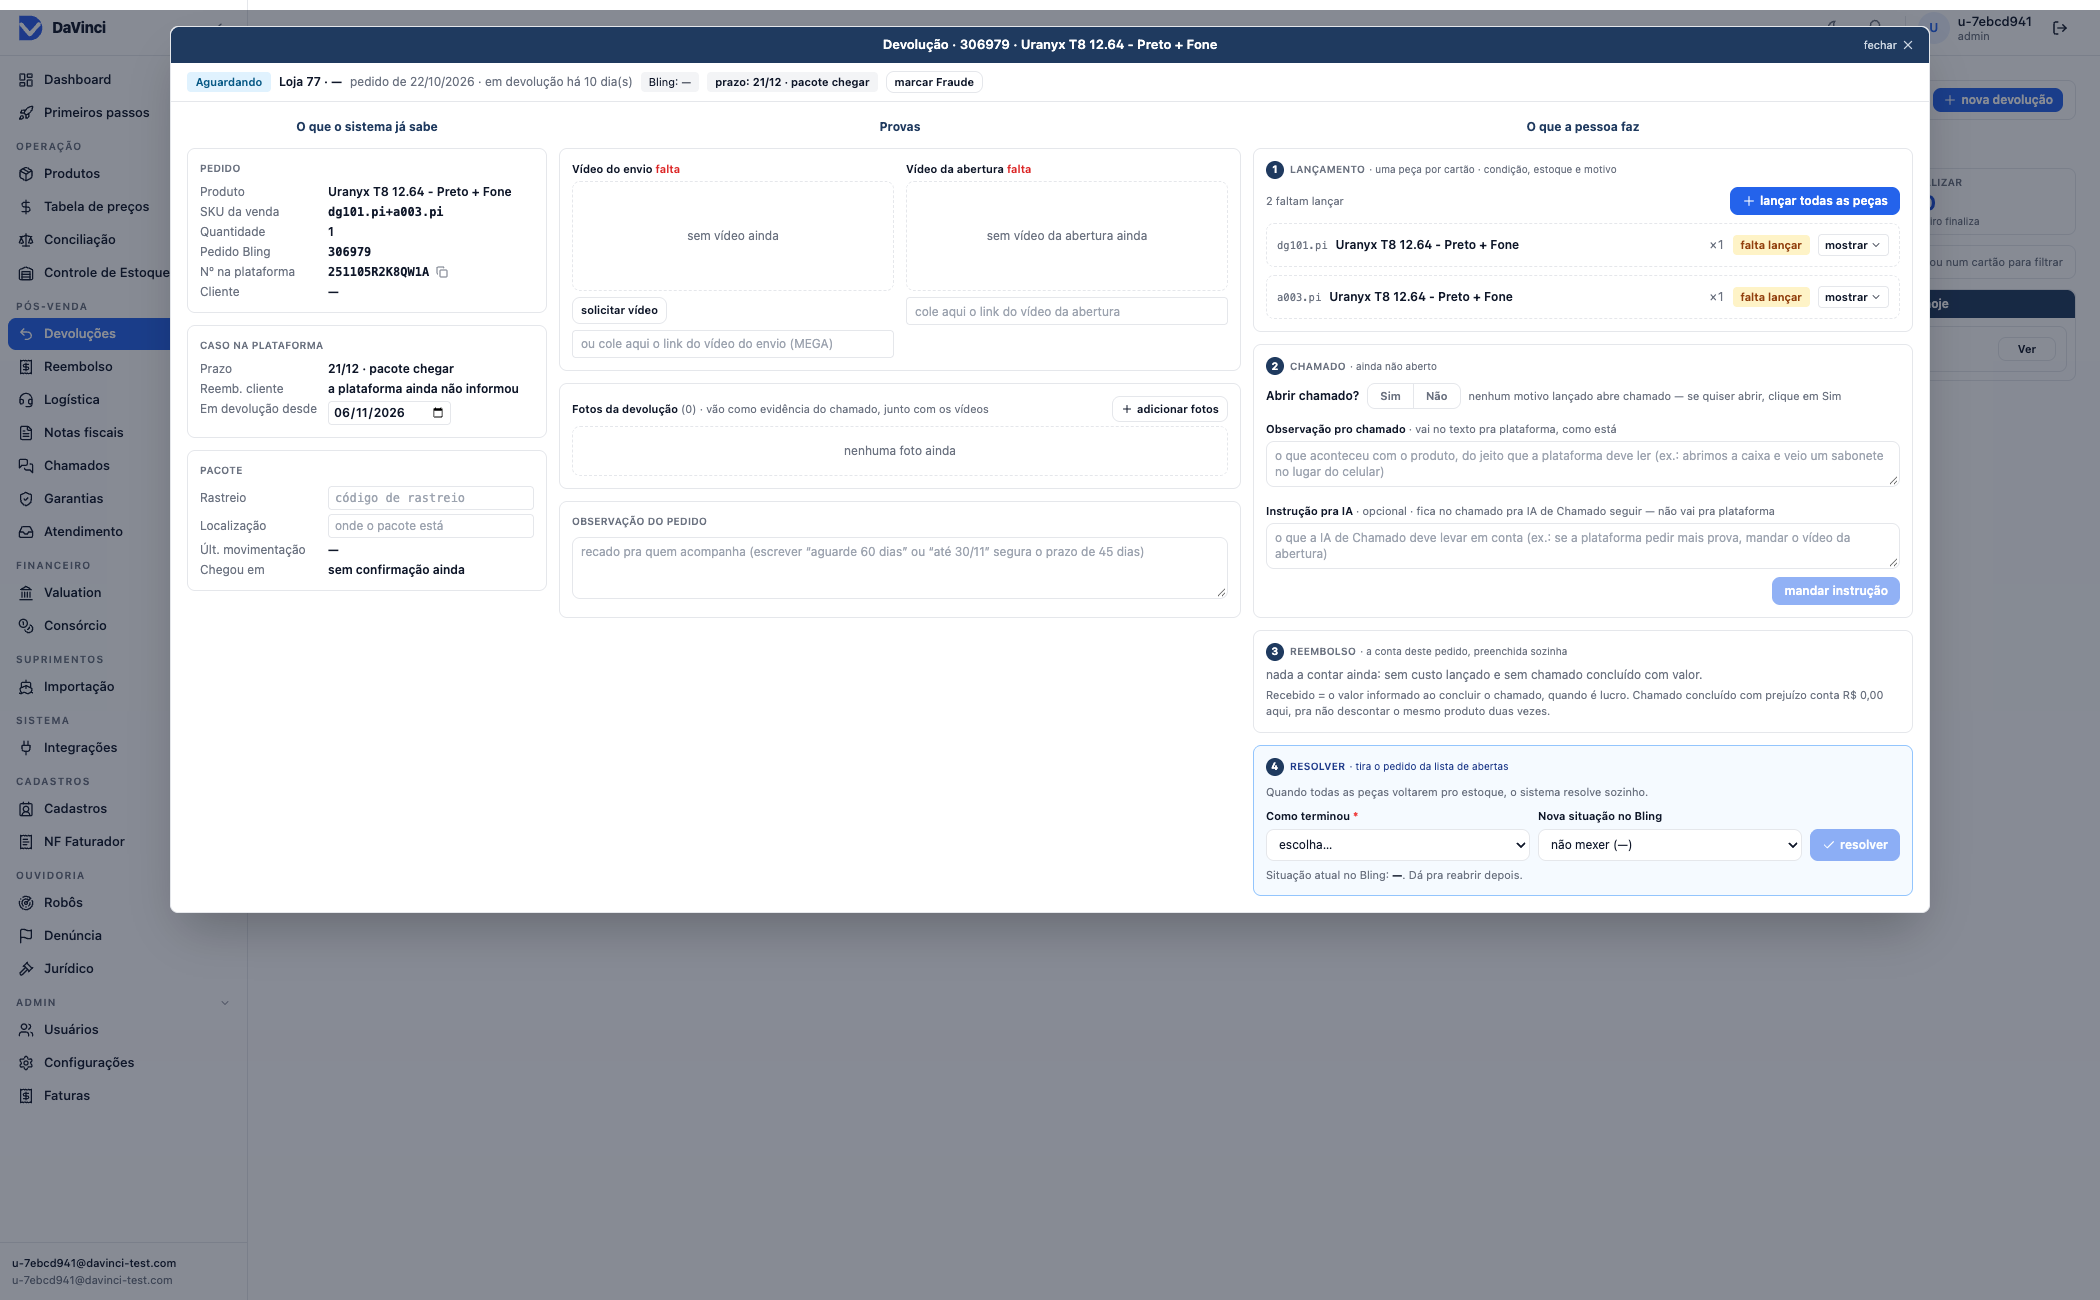 DaVinci
Dashboard
Primeiros passos
OPERAÇÃO
Produtos
Tabela de preços
Conciliação
Controle de Estoque
PÓS-VENDA
Devoluções
Reembolso
Logística
Notas fiscais
Chamados
Garantias
Atendimento
FINANCEIRO
Valuation
Consórcio
SUPRIMENTOS
Importação
SISTEMA
Integrações
CADASTROS
Cadastros
NF Faturador
OUVIDORIA
Robôs
Denúncia
Jurídico
ADMIN
Usuários
Configurações
Faturas
u-7ebcd941@davinci-test.com
u-7ebcd941@davinci-test.com
Devolução · 306979 · Uranyx T8 12.64 - Preto + Fone
fechar
Aguardando Loja 77 · — pedido de 22/10/2026 · em devolução há 10 dia(s) Bling: — prazo: 21/12 · pacote chegar marcar Fraude
O que o sistema já sabe
PEDIDO
Produto Uranyx T8 12.64 - Preto + Fone
SKU da venda dg101.pi+a003.pi
Quantidade 1
Pedido Bling 306979
Nº na plataforma 251105R2K8QW1A
Cliente —
CASO NA PLATAFORMA
Prazo 21/12 · pacote chegar
Reemb. cliente a plataforma ainda não informou
Em devolução desde 06/11/2026
PACOTE
Rastreio código de rastreio
Localização onde o pacote está
Últ. movimentação —
Chegou em sem confirmação ainda
Provas
Vídeo do envio falta
sem vídeo ainda
solicitar vídeo
ou cole aqui o link do vídeo do envio (MEGA)
Vídeo da abertura falta
sem vídeo da abertura ainda
cole aqui o link do vídeo da abertura
Fotos da devolução (0) · vão como evidência do chamado, junto com os vídeos
+ adicionar fotos
nenhuma foto ainda
OBSERVAÇÃO DO PEDIDO
recado pra quem acompanha (escrever “aguarde 60 dias” ou “até 30/11” segura o prazo de 45 dias)
O que a pessoa faz
1 LANÇAMENTO · uma peça por cartão · condição, estoque e motivo
2 faltam lançar
+ lançar todas as peças
dg101.pi Uranyx T8 12.64 - Preto + Fone ×1 falta lançar mostrar
a003.pi Uranyx T8 12.64 - Preto + Fone ×1 falta lançar mostrar
2 CHAMADO · ainda não aberto
Abrir chamado? Sim Não nenhum motivo lançado abre chamado — se quiser abrir, clique em Sim
Observação pro chamado · vai no texto pra plataforma, como está
o que aconteceu com o produto, do jeito que a plataforma deve ler (ex.: abrimos a caixa e veio um sabonete
no lugar do celular)
Instrução pra IA · opcional · fica no chamado pra IA de Chamado seguir — não vai pra plataforma
o que a IA de Chamado deve levar em conta (ex.: se a plataforma pedir mais prova, mandar o vídeo da
abertura)
mandar instrução
3 REEMBOLSO · a conta deste pedido, preenchida sozinha
nada a contar ainda: sem custo lançado e sem chamado concluído com valor.
Recebido = o valor informado ao concluir o chamado, quando é lucro. Chamado concluído com prejuízo conta R$ 0,00
aqui, pra não descontar o mesmo produto duas vezes.
4 RESOLVER · tira o pedido da lista de abertas
Quando todas as peças voltarem pro estoque, o sistema resolve sozinho.
Como terminou *
escolha...
Nova situação no Bling
não mexer (—)
resolver
Situação atual no Bling: —. Dá pra reabrir depois.
U
u-7ebcd941
admin
+ nova devolução
LIZAR
iro finaliza
ou num cartão para filtrar
oje
Ver